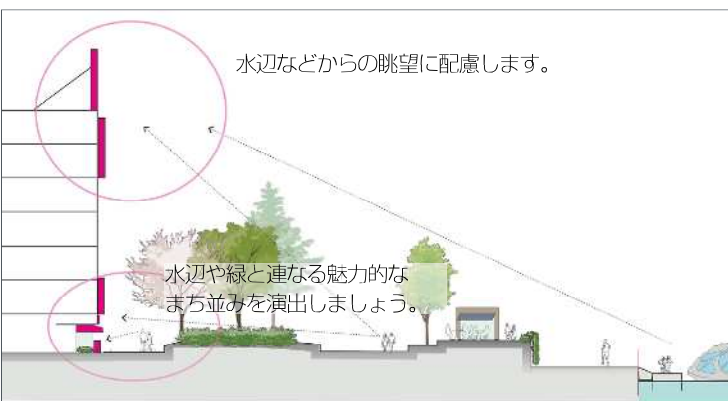 水辺などからの眺望に配慮します。
水辺や緑と連なる魅力的な
まち並みを演出しましょう。